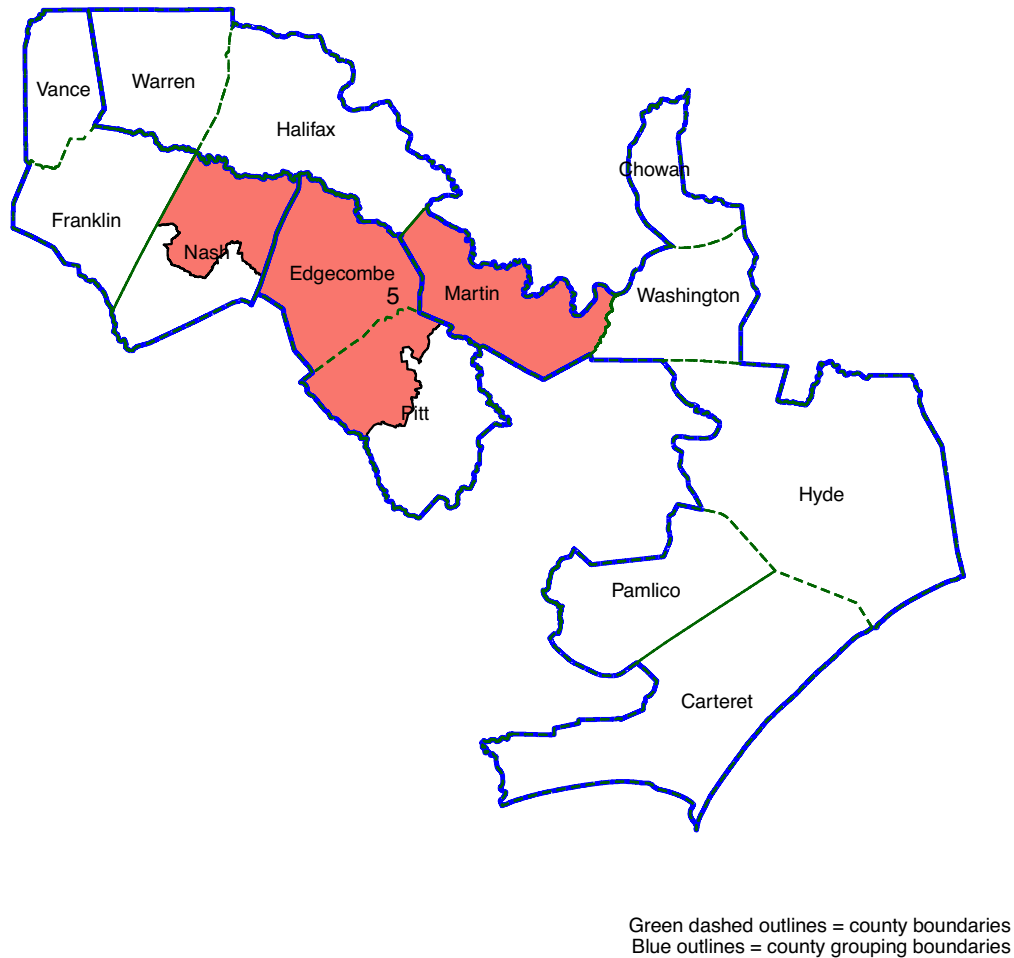 Vance
Warren
Halifax
Chowan
Franklin
Nash
Edgecombe
5
Martin
Washington
Pitt
Hyde
Pamlico
Carteret
Green dashed outlines = county boundaries
Blue outlines = county grouping boundaries